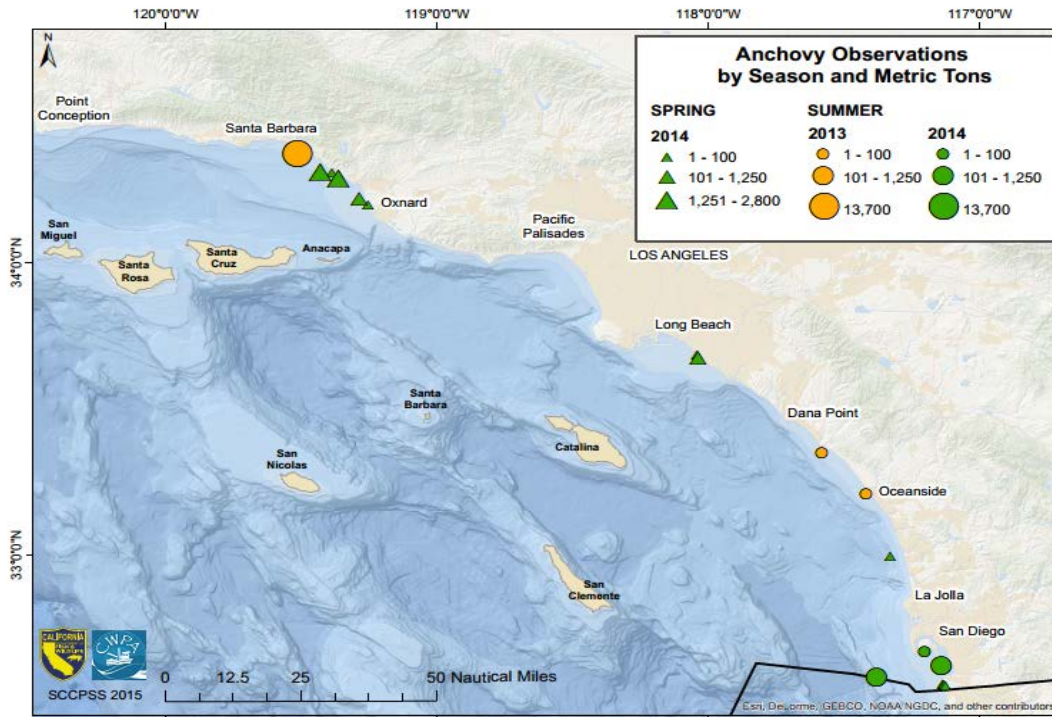 120°0'0"W
119°0'0"W
118°0'0"W
117°0'0"W
N
Anchovy Observations
by Season and Metric Tons
SPRING
2014
1 - 100
101 - 1,250
1,251 - 2,800
SUMMER
2013
1 - 100
101 - 1,250
13,700
2014
1 - 100
101 - 1,250
13,700
Point
Conception
Santa Barbara
Oxnard
Pacific
Palisades
LOS ANGELES
San
Miguel
Santa
Rosa
Santa
Cruz
Anacapa
34°0'0"N
Long Beach
Santa
Barbara
Dana Point
Catalina
San
Nicolas
Oceanside
33°0'0"N
San
Clemente
La Jolla
San Diego
CALIFORNIA
CWPA
SCCPSS 2015
0 12.5 25 50 Nautical Miles
Esri, DeLorme, GEBCO, NOAA NGDC, and other contributors